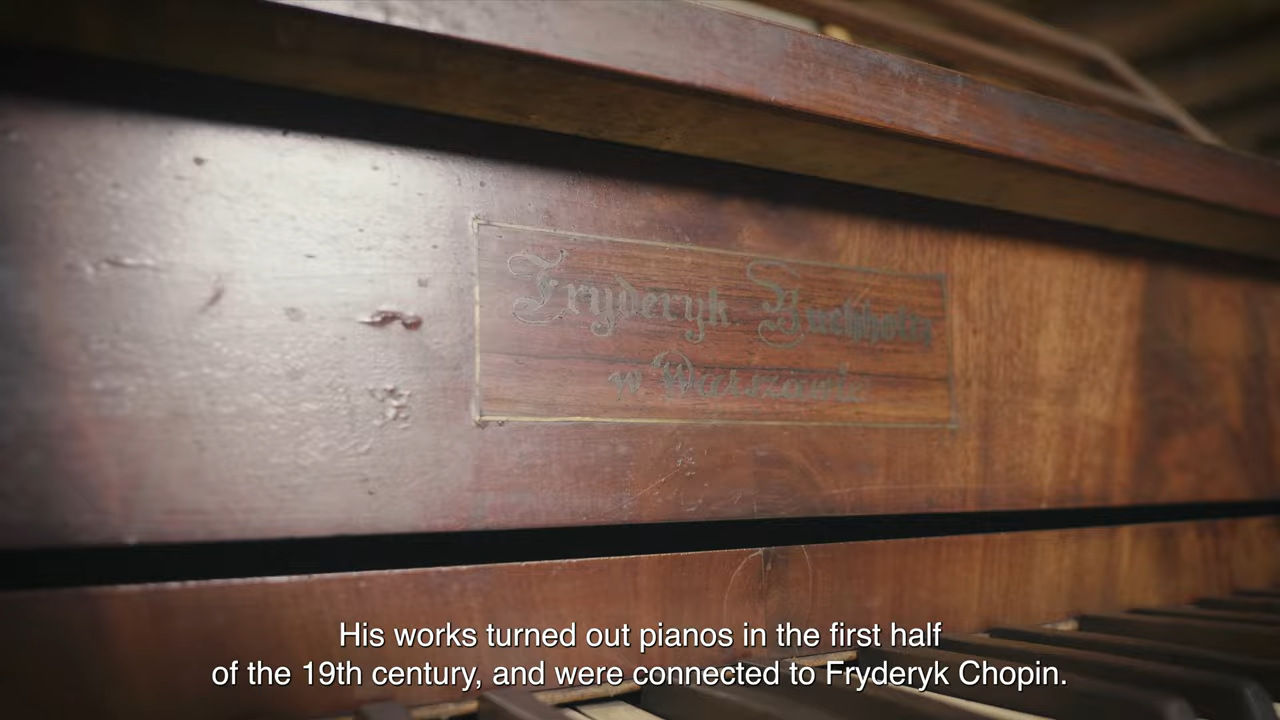 Fryderyk Buchholtz
w Warszawie
His works turned out pianos in the first half
of the 19th century, and were connected to Fryderyk Chopin.